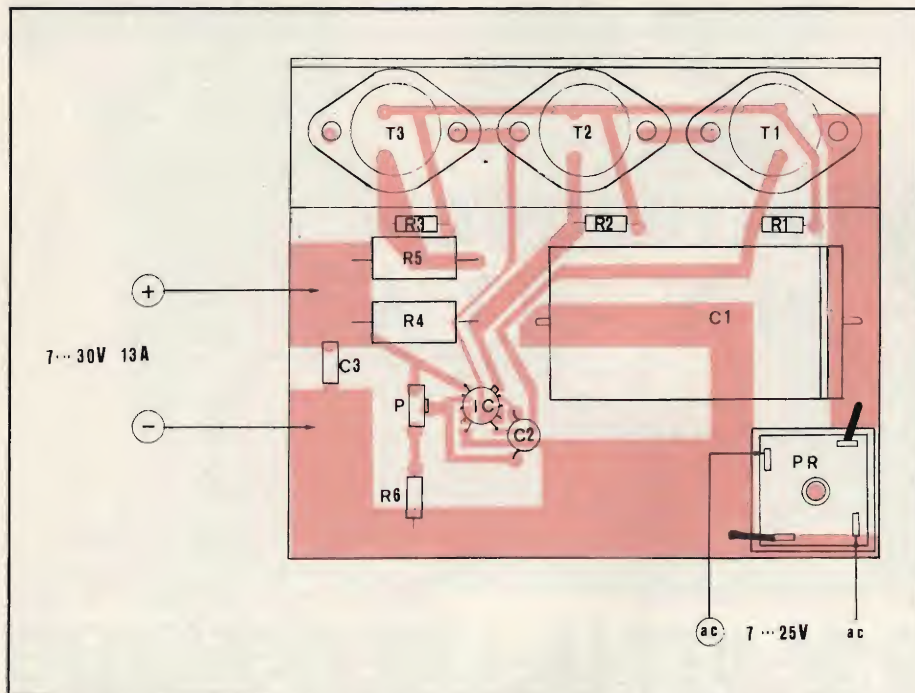 T3 T2 T1
R3 R2 R1
R5
+
R4
C1
7···30V 13A
C3
P
IC
−
C2
PR
R6
ac 7···25V ac